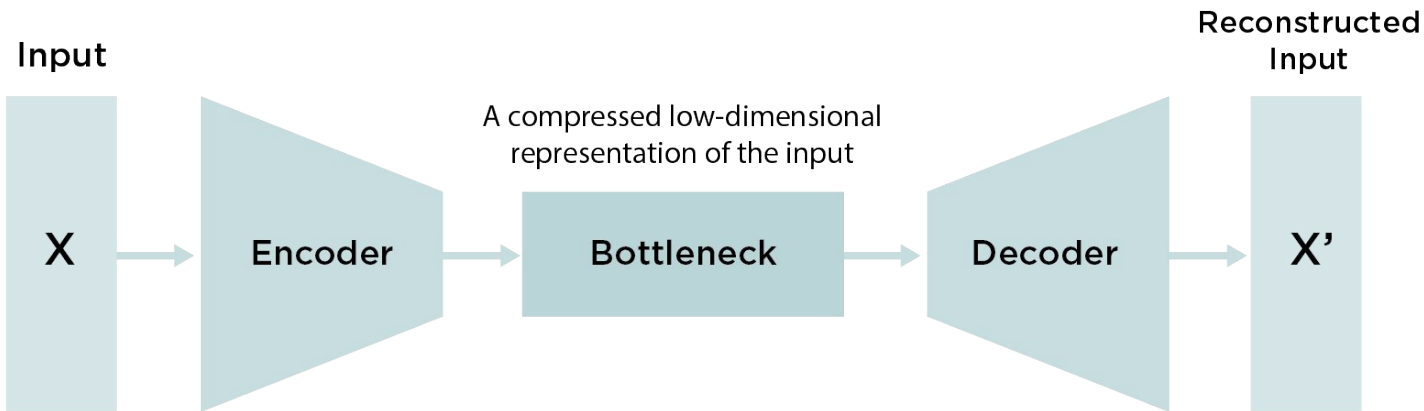 Input
Reconstructed
Input
A compressed low-dimensional
representation of the input
X
Encoder
Bottleneck
Decoder
X’